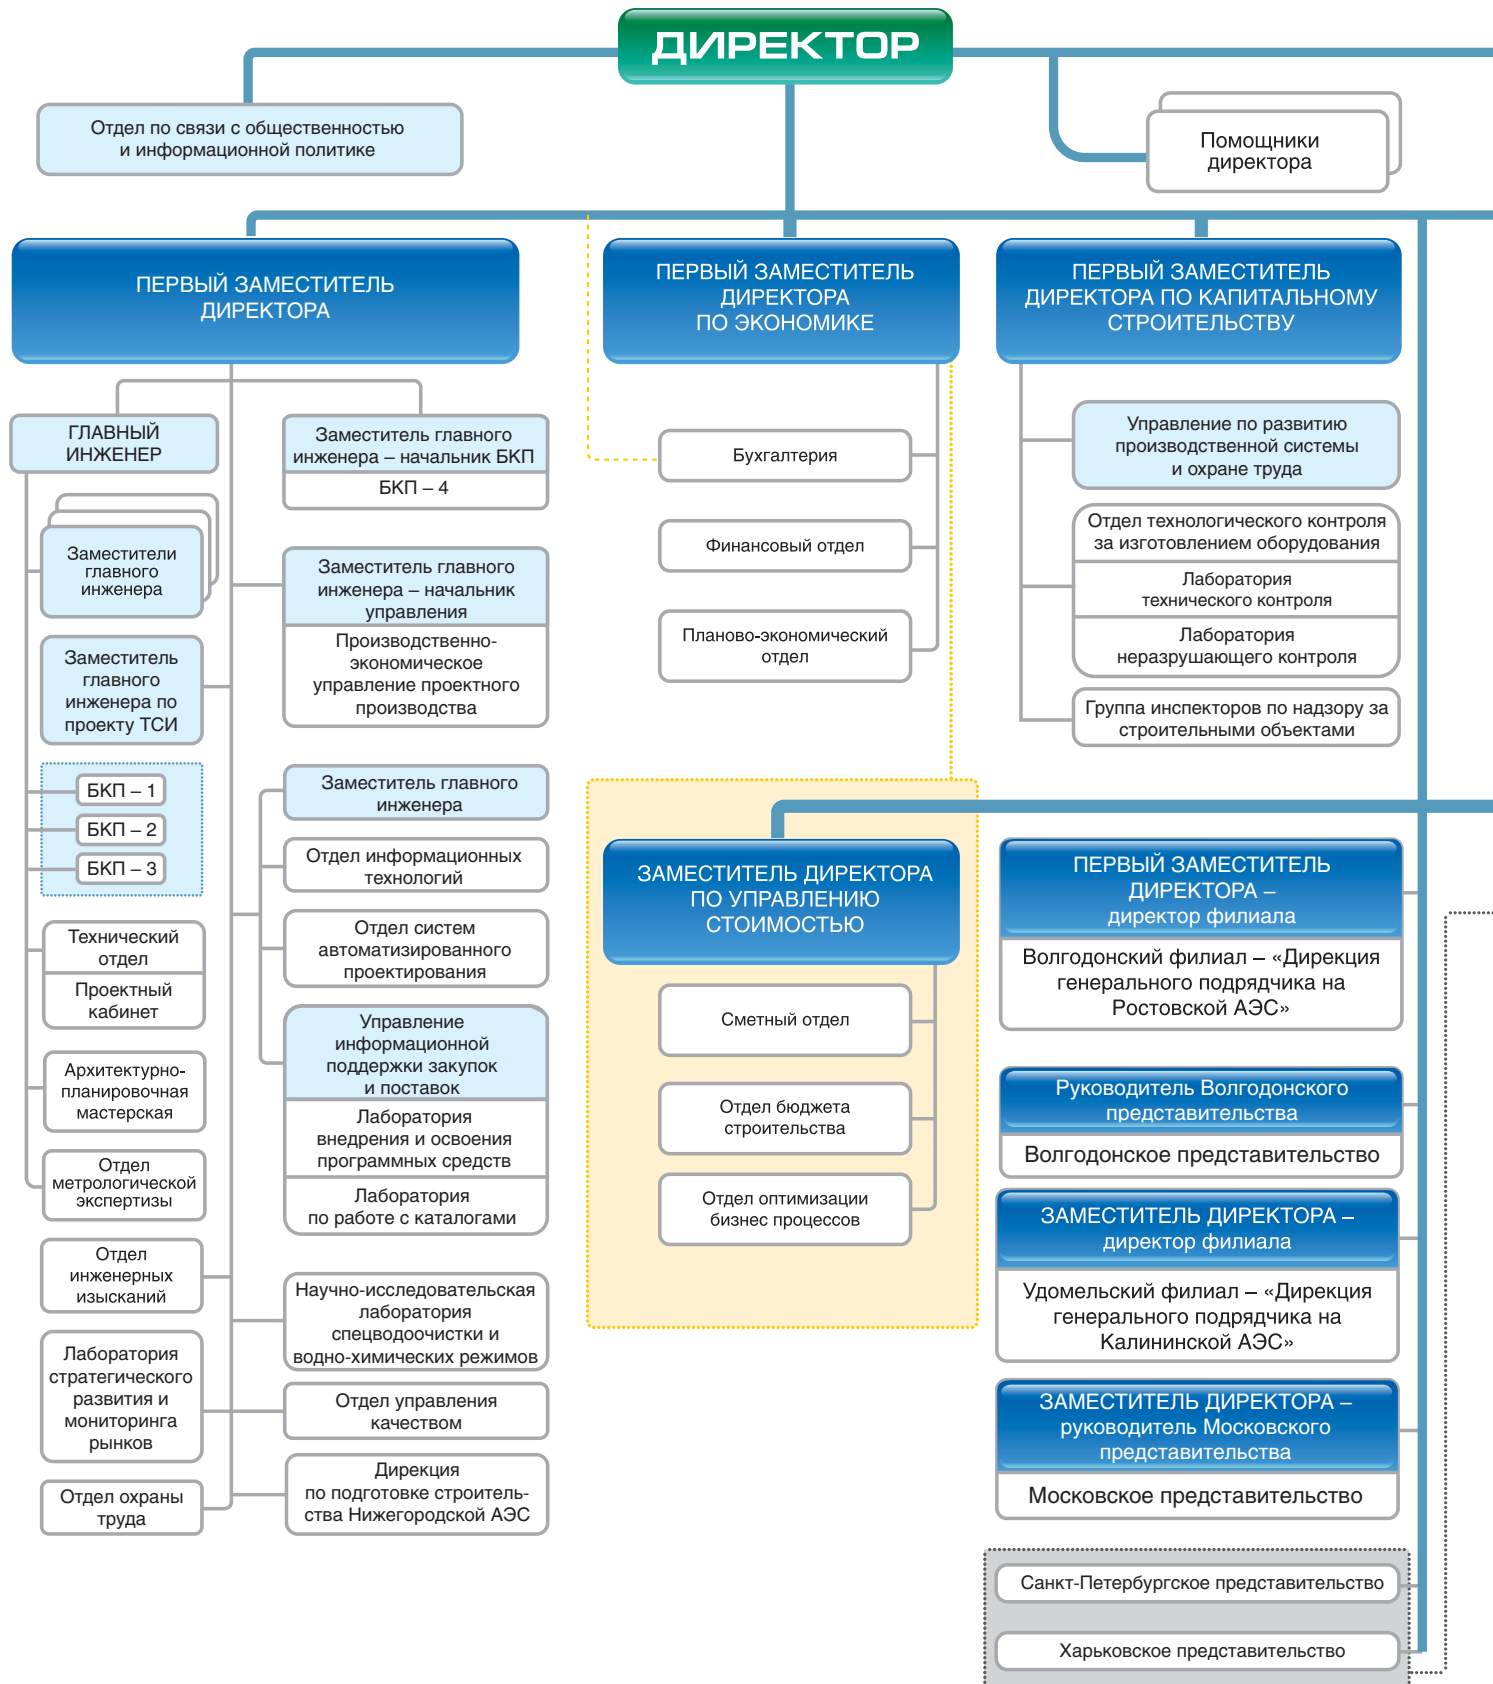 ДИРЕКТОР
Отдел по связи с общественностью
и информационной политике
Помощники
директора
ПЕРВЫЙ ЗАМЕСТИТЕЛЬ
ДИРЕКТОРА
ГЛАВНЫЙ
ИНЖЕНЕР
Заместители
главного
инженера
Заместитель
главного
инженера по
проекту ТСИ
БКП – 1
БКП – 2
БКП – 3
Технический
отдел
Проектный
кабинет
Архитектурно-
планировочная
мастерская
Отдел
метрологической
экспертизы
Отдел
инженерных
изысканий
Лаборатория
стратегического
развития и
мониторинга
рынков
Отдел охраны
труда
Заместитель главного
инженера – начальник БКП
БКП – 4
Заместитель главного
инженера – начальник
управления
Производственно-
экономическое
управление проектного
производства
Заместитель главного
инженера
Отдел информационных
технологий
Отдел систем
автоматизированного
проектирования
Управление
информационной
поддержки закупок
и поставок
Лаборатория
внедрения и освоения
программных средств
Лаборатория
по работе с каталогами
Научно-исследовательская
лаборатория
спецводоочистки и
водно-химических режимов
Отдел управления
качеством
Дирекция
по подготовке строитель-
ства Нижегородской АЭС
ПЕРВЫЙ ЗАМЕСТИТЕЛЬ
ДИРЕКТОРА
ПО ЭКОНОМИКЕ
Бухгалтерия
Финансовый отдел
Планово-экономический
отдел
ЗАМЕСТИТЕЛЬ ДИРЕКТОРА
ПО УПРАВЛЕНИЮ
СТОИМОСТЬЮ
Сметный отдел
Отдел бюджета
строительства
Отдел оптимизации
бизнес процессов
ПЕРВЫЙ ЗАМЕСТИТЕЛЬ
ДИРЕКТОРА ПО КАПИТАЛЬНОМУ
СТРОИТЕЛЬСТВУ
Управление по развитию
производственной системы
и охране труда
Отдел технологического контроля
за изготовлением оборудования
Лаборатория
технического контроля
Лаборатория
неразрушающего контроля
Группа инспекторов по надзору за
строительными объектами
ПЕРВЫЙ ЗАМЕСТИТЕЛЬ
ДИРЕКТОРА –
директор филиала
Волгодонский филиал – «Дирекция
генерального подрядчика на
Ростовской АЭС»
Руководитель Волгодонского
представительства
Волгодонское представительство
ЗАМЕСТИТЕЛЬ ДИРЕКТОРА –
директор филиала
Удомельский филиал – «Дирекция
генерального подрядчика на
Калининской АЭС»
ЗАМЕСТИТЕЛЬ ДИРЕКТОРА –
руководитель Московского
представительства
Московское представительство
Санкт-Петербургское представительство
Харьковское представительство